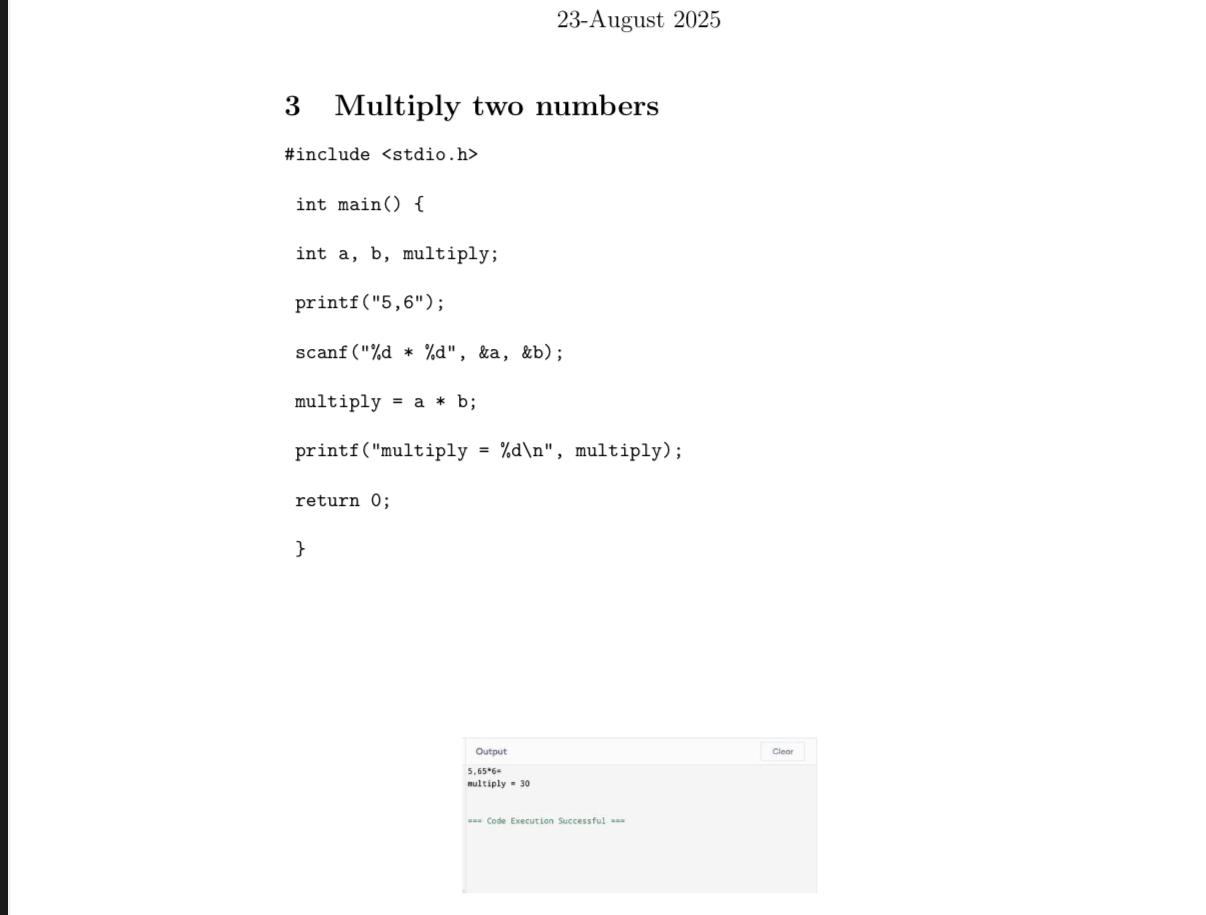 23-August 2025
3 Multiply two numbers
#include <stdio.h>
int main() {
int a, b, multiply;
printf("5,6");
scanf("%d * %d", &a, &b);
multiply = a * b;
printf("multiply = %d\n", multiply);
return 0;
}
Output Clear
5,65*6=
multiply = 30
=== Code Execution Successful ===